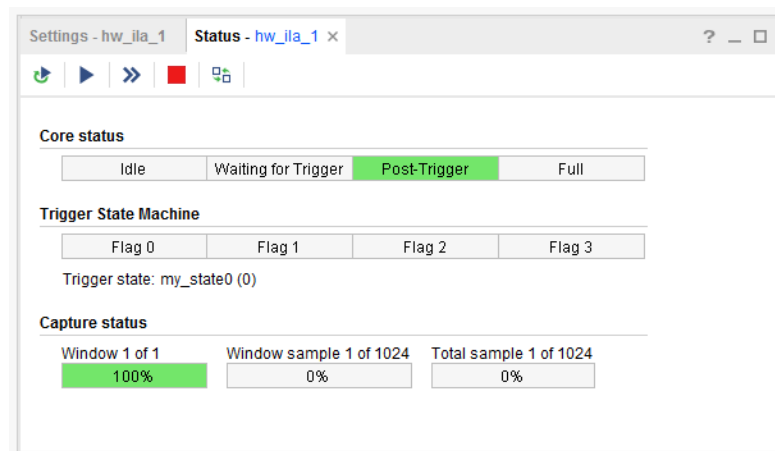 Settings - hw_ila_1 Status - hw_ila_1 ×
?
Core status
Idle Waiting for Trigger Post-Trigger Full
Trigger State Machine
Flag 0 Flag 1 Flag 2 Flag 3
Trigger state: my_state0 (0)
Capture status
Window 1 of 1 Window sample 1 of 1024 Total sample 1 of 1024
100% 0% 0%